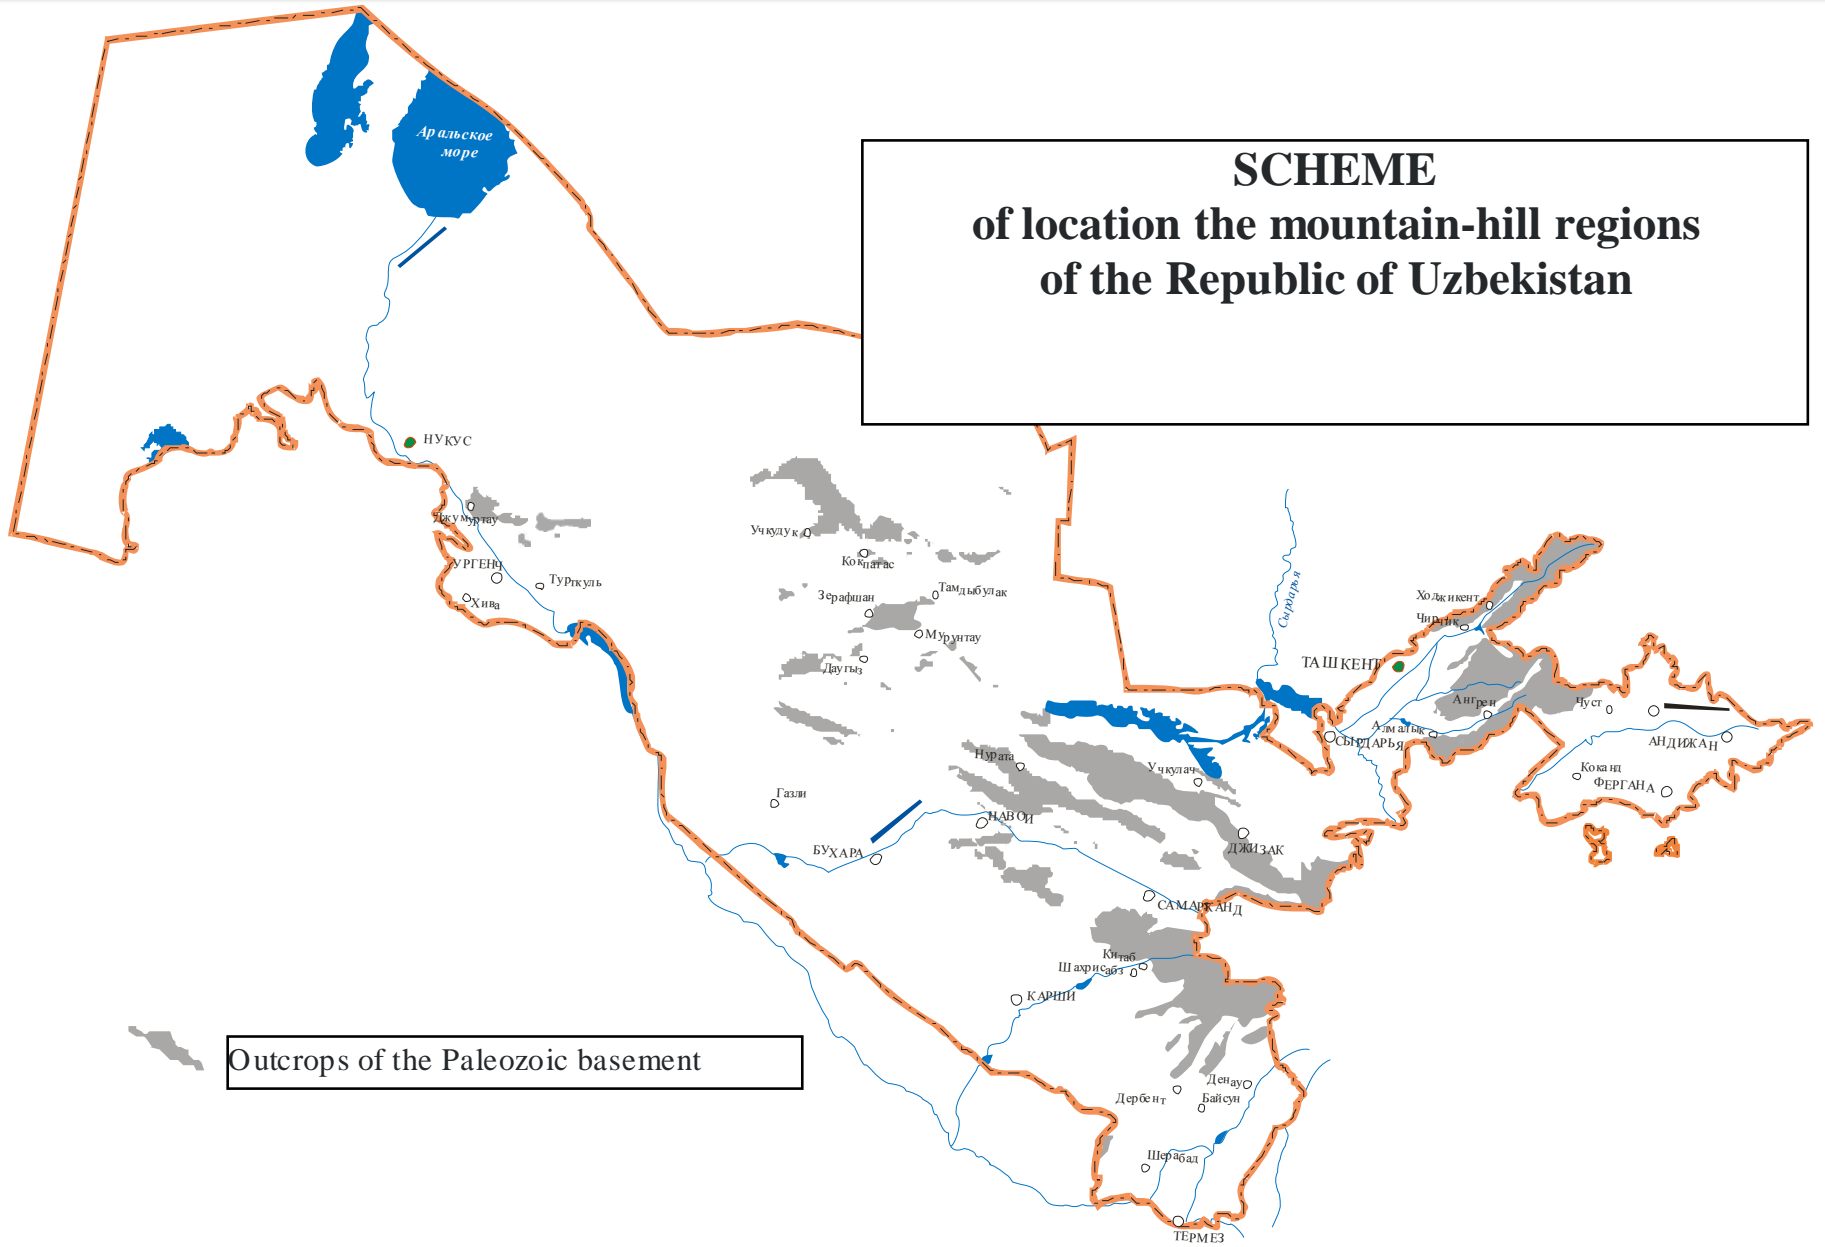 Аральское
море
SCHEME
of location the mountain-hill regions
of the Republic of Uzbekistan
НУКУС
Джумуртау
УРГЕНЧ
Турткуль
Хива
Учкудук
Кокпатас
Зерафшан
Тамдыбулак
Мурунтау
Даугыз
Сырдарья
Ходжикент
Чирчик
ТАШКЕНТ
Ангрен
Чуст
Алмалык
СЫРДАРЬЯ
АНДИЖАН
Коканд
ФЕРГАНА
Нурата
Учкулач
Газли
НАВОИ
БУХАРА
ДЖИЗАК
САМАРКАНД
Китаб
Шахрисабз
КАРШИ
Outcrops of the Paleozoic basement
Денау
Дербент
Байсун
Шерабад
ТЕРМЕЗ